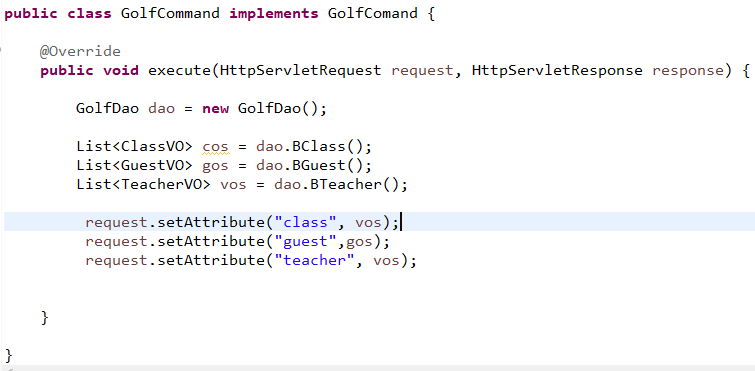 public class GolfCommand implements GolfComand {
@Override
public void execute(HttpServletRequest request, HttpServletResponse response) {
GolfDao dao = new GolfDao();
List<ClassVO> cos = dao.BClass();
List<GuestVO> gos = dao.BGuest();
List<TeacherVO> vos = dao.BTeacher();
request.setAttribute("class", vos);
request.setAttribute("guest",gos);
request.setAttribute("teacher", vos);
}
}